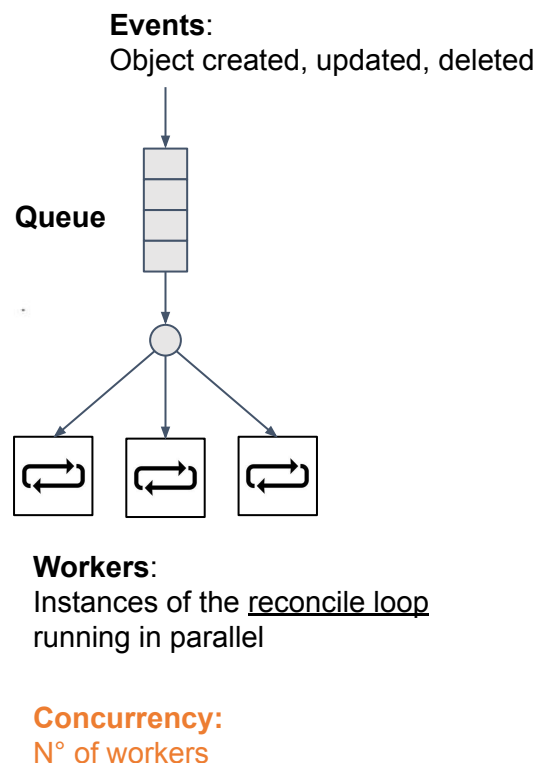 Events:
Object created, updated, deleted
Queue
Workers:
Instances of the reconcile loop
running in parallel
Concurrency:
N° of workers